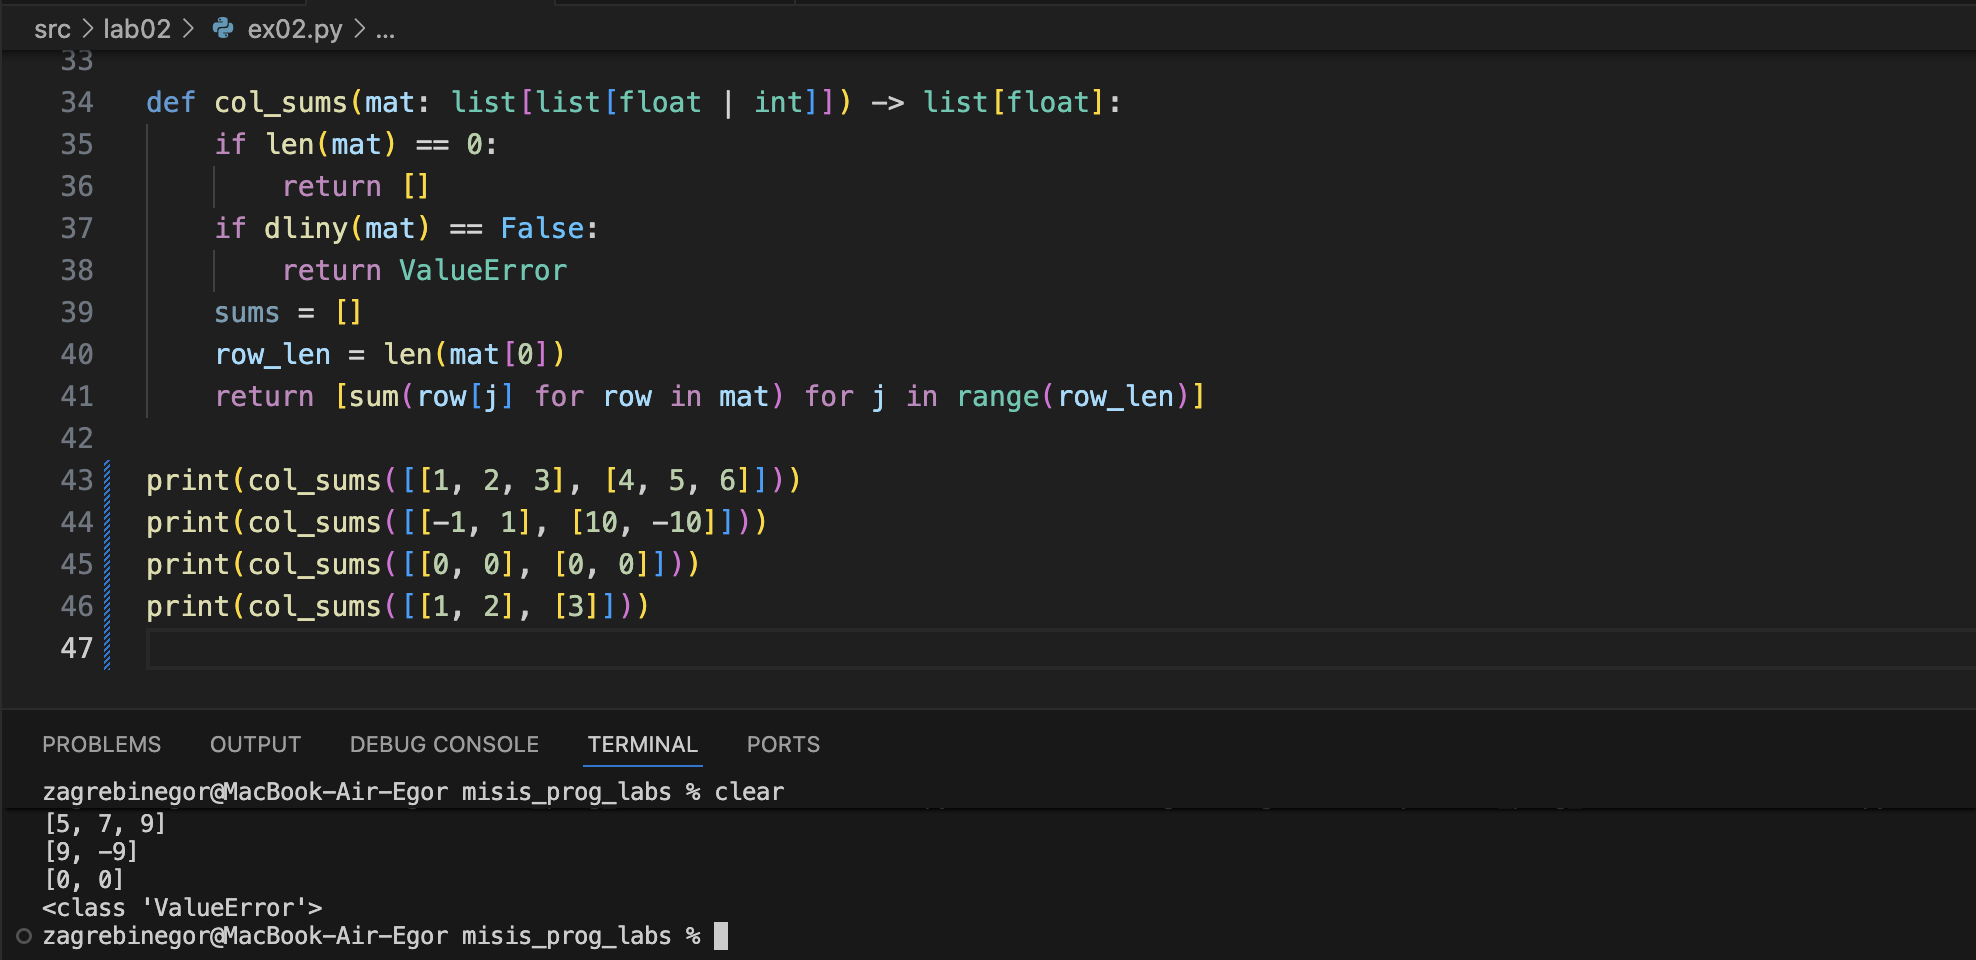 src > lab02 > ex02.py > ...
33
34 def col_sums(mat: list[list[float | int]]) -> list[float]:
35     if len(mat) == 0:
36         return []
37     if dliny(mat) == False:
38         return ValueError
39     sums = []
40     row_len = len(mat[0])
41     return [sum(row[j] for row in mat) for j in range(row_len)]
42
43 print(col_sums([[1, 2, 3], [4, 5, 6]]))
44 print(col_sums([[-1, 1], [10, -10]]))
45 print(col_sums([[0, 0], [0, 0]]))
46 print(col_sums([[1, 2], [3]]))
47
PROBLEMS OUTPUT DEBUG CONSOLE TERMINAL PORTS
zagrebinegor@MacBook-Air-Egor misis_prog_labs % clear
[5, 7, 9]
[9, -9]
[0, 0]
<class 'ValueError'>
zagrebinegor@MacBook-Air-Egor misis_prog_labs %